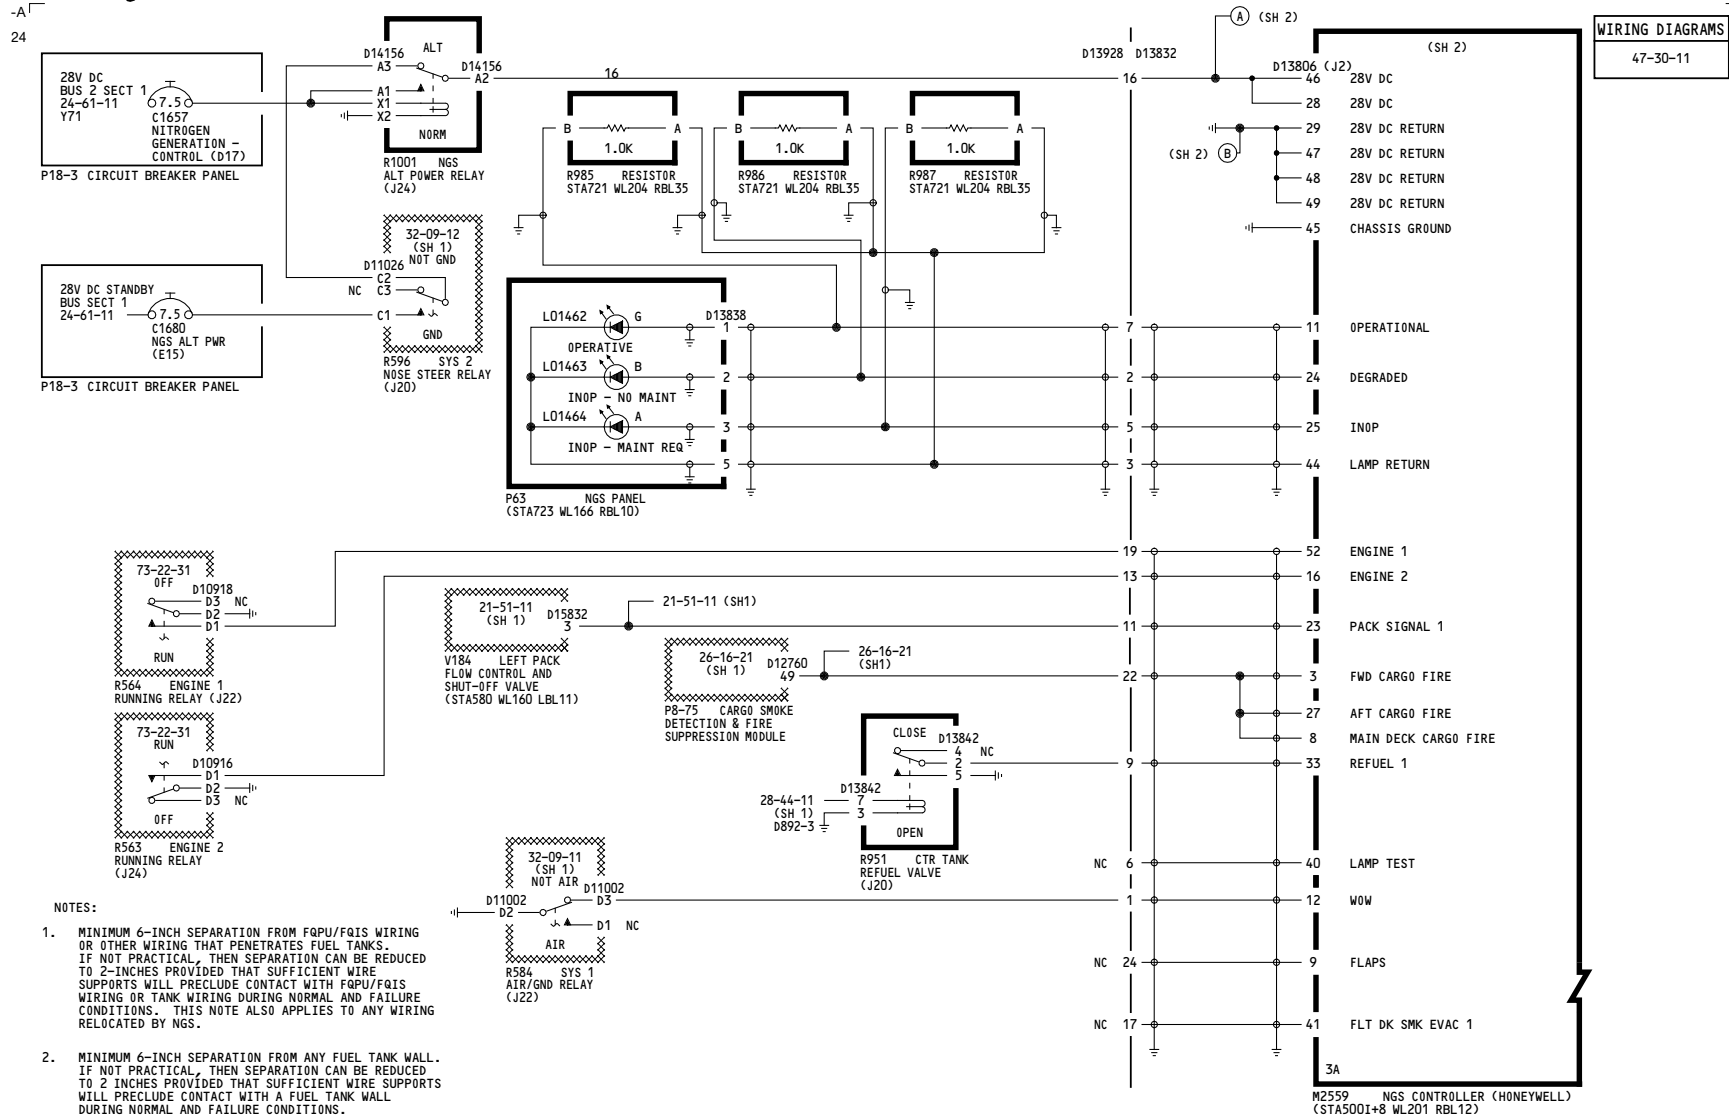 -A
24
WIRING DIAGRAMS
47-30-11
28V DC
BUS 2 SECT 1
24-61-11
Y71
7.5
C1657
NITROGEN
GENERATION -
CONTROL (D17)
P18-3 CIRCUIT BREAKER PANEL
D14156
ALT
A3
D14156
A2
A1
X1
X2
NORM
R1001 NGS
ALT POWER RELAY
(J24)
16
D13928 D13832
16
A (SH 2)
32-09-12
(SH 1)
NOT GND
D11026
C2
NC C3
C1
GND
R596 SYS 2
NOSE STEER RELAY
(J20)
28V DC STANDBY
BUS SECT 1
24-61-11
7.5
C1680
NGS ALT PWR
(E15)
P18-3 CIRCUIT BREAKER PANEL
B A
1.0K
R985 RESISTOR
STA721 WL204 RBL35
B A
1.0K
R986 RESISTOR
STA721 WL204 RBL35
B A
1.0K
R987 RESISTOR
STA721 WL204 RBL35
L01462 G
OPERATIVE
L01463 B
INOP - NO MAINT
L01464 A
INOP - MAINT REQ
D13838
1
2
3
5
P63 NGS PANEL
(STA723 WL166 RBL10)
7
2
5
3
(SH 2)
D13806 (J2)
46 28V DC
28 28V DC
29 28V DC RETURN
(SH 2) B
47 28V DC RETURN
48 28V DC RETURN
49 28V DC RETURN
45 CHASSIS GROUND
11 OPERATIONAL
24 DEGRADED
25 INOP
44 LAMP RETURN
19 52 ENGINE 1
13 16 ENGINE 2
11 23 PACK SIGNAL 1
22 3 FWD CARGO FIRE
27 AFT CARGO FIRE
8 MAIN DECK CARGO FIRE
9 33 REFUEL 1
NC 6 40 LAMP TEST
1 12 WOW
NC 24 9 FLAPS
NC 17 41 FLT DK SMK EVAC 1
3A
M2559 NGS CONTROLLER (HONEYWELL)
(STA500I+8 WL201 RBL12)
73-22-31
OFF
D10918
D3 NC
D2
D1
RUN
R564 ENGINE 1
RUNNING RELAY (J22)
73-22-31
RUN
D10916
D1
D2
D3 NC
OFF
R563 ENGINE 2
RUNNING RELAY
(J24)
21-51-11
(SH 1)
D15832
3
21-51-11 (SH1)
V184 LEFT PACK
FLOW CONTROL AND
SHUT-OFF VALVE
(STA580 WL160 LBL11)
26-16-21
(SH 1)
D12760
49
26-16-21
(SH1)
P8-75 CARGO SMOKE
DETECTION & FIRE
SUPPRESSION MODULE
CLOSE
D13842
4 NC
2
5
D13842
28-44-11
(SH 1)
D892-3
7
3
OPEN
R951 CTR TANK
REFUEL VALVE
(J20)
32-09-11
(SH 1)
NOT AIR
D11002
D3
D11002
D2
D1 NC
AIR
R584 SYS 1
AIR/GND RELAY
(J22)
NOTES:
1. MINIMUM 6-INCH SEPARATION FROM FQPU/FQIS WIRING
OR OTHER WIRING THAT PENETRATES FUEL TANKS.
IF NOT PRACTICAL, THEN SEPARATION CAN BE REDUCED
TO 2-INCHES PROVIDED THAT SUFFICIENT WIRE
SUPPORTS WILL PRECLUDE CONTACT WITH FQPU/FQIS
WIRING OR TANK WIRING DURING NORMAL AND FAILURE
CONDITIONS. THIS NOTE ALSO APPLIES TO ANY WIRING
RELOCATED BY NGS.
2. MINIMUM 6-INCH SEPARATION FROM ANY FUEL TANK WALL.
IF NOT PRACTICAL, THEN SEPARATION CAN BE REDUCED
TO 2 INCHES PROVIDED THAT SUFFICIENT WIRE SUPPORTS
WILL PRECLUDE CONTACT WITH A FUEL TANK WALL
DURING NORMAL AND FAILURE CONDITIONS.